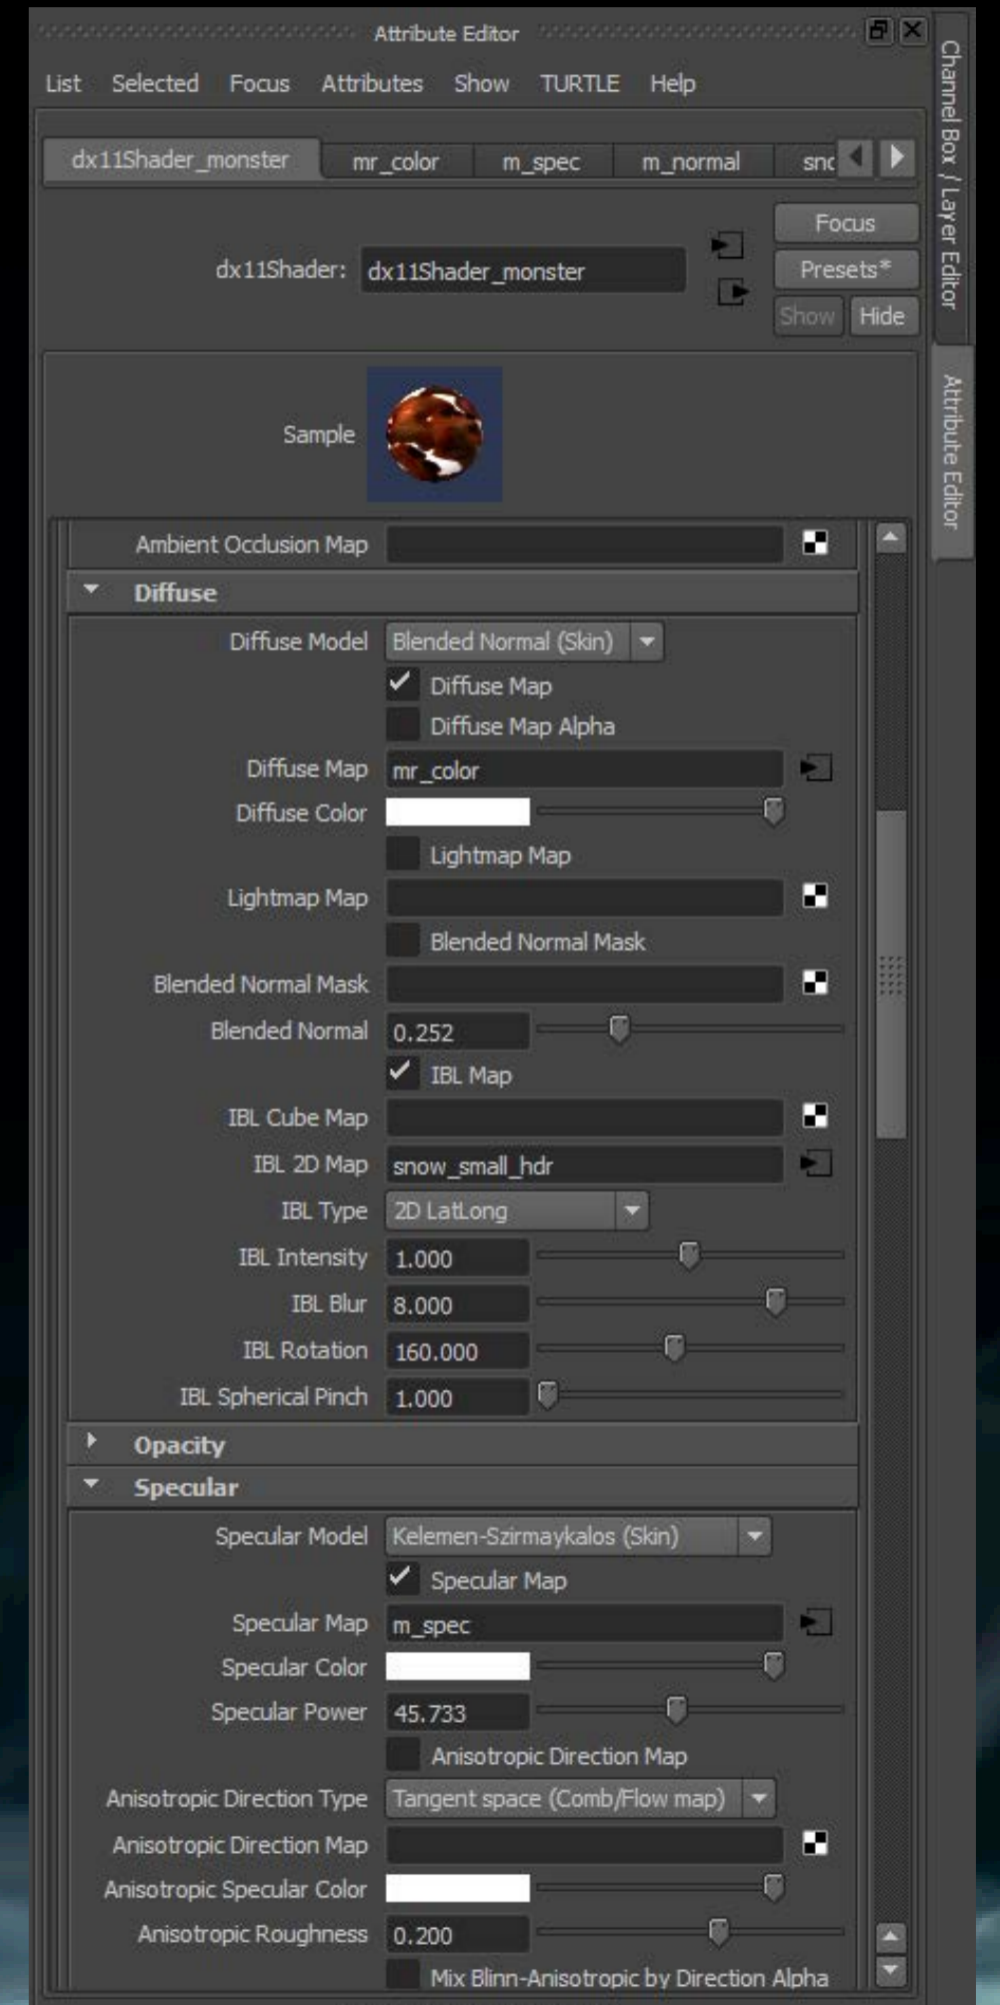 Attribute Editor
List Selected Focus Attributes Show TURTLE Help
dx11Shader_monster mr_color m_spec m_normal
Focus
dx11Shader: dx11Shader_monster Presets*
Show Hide
Sample
Channel Box / Layer Editor
Attribute Editor
Ambient Occlusion Map
Diffuse
Diffuse Model Blended Normal (Skin)
Diffuse Map
Diffuse Map Alpha
Diffuse Map mr_color
Diffuse Color
Lightmap Map
Lightmap Map
Blended Normal Mask
Blended Normal Mask
Blended Normal 0.252
IBL Map
IBL Cube Map
IBL 2D Map snow_small_hdr
IBL Type 2D LatLong
IBL Intensity 1.000
IBL Blur 8.000
IBL Rotation 160.000
IBL Spherical Pinch 1.000
Opacity
Specular
Specular Model Kelemen-Szirmaykalos (Skin)
Specular Map
Specular Map m_spec
Specular Color
Specular Power 45.733
Anisotropic Direction Map
Anisotropic Direction Type Tangent space (Comb/Flow map)
Anisotropic Direction Map
Anisotropic Specular Color
Anisotropic Roughness 0.200
Mix Blinn-Anisotropic by Direction Alpha